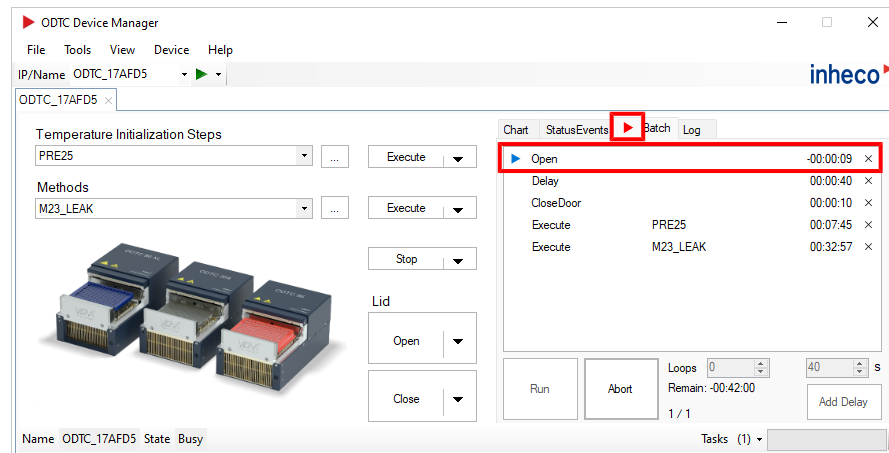 ODTC Device Manager
File Tools View Device Help
IP/Name ODTC_17AFD5
inheco
ODTC_17AFD5
Chart StatusEvents Batch Log
Temperature Initialization Steps
PRE25 ... Execute
Methods
M23_LEAK ... Execute
Stop
Lid
Open
Close
Open -00:00:09
Delay 00:00:40
CloseDoor 00:00:10
Execute PRE25 00:07:45
Execute M23_LEAK 00:32:57
Run Abort
Loops 0 40 s
Remain: -00:42:00
1 / 1
Add Delay
Name ODTC_17AFD5 State Busy
Tasks (1)